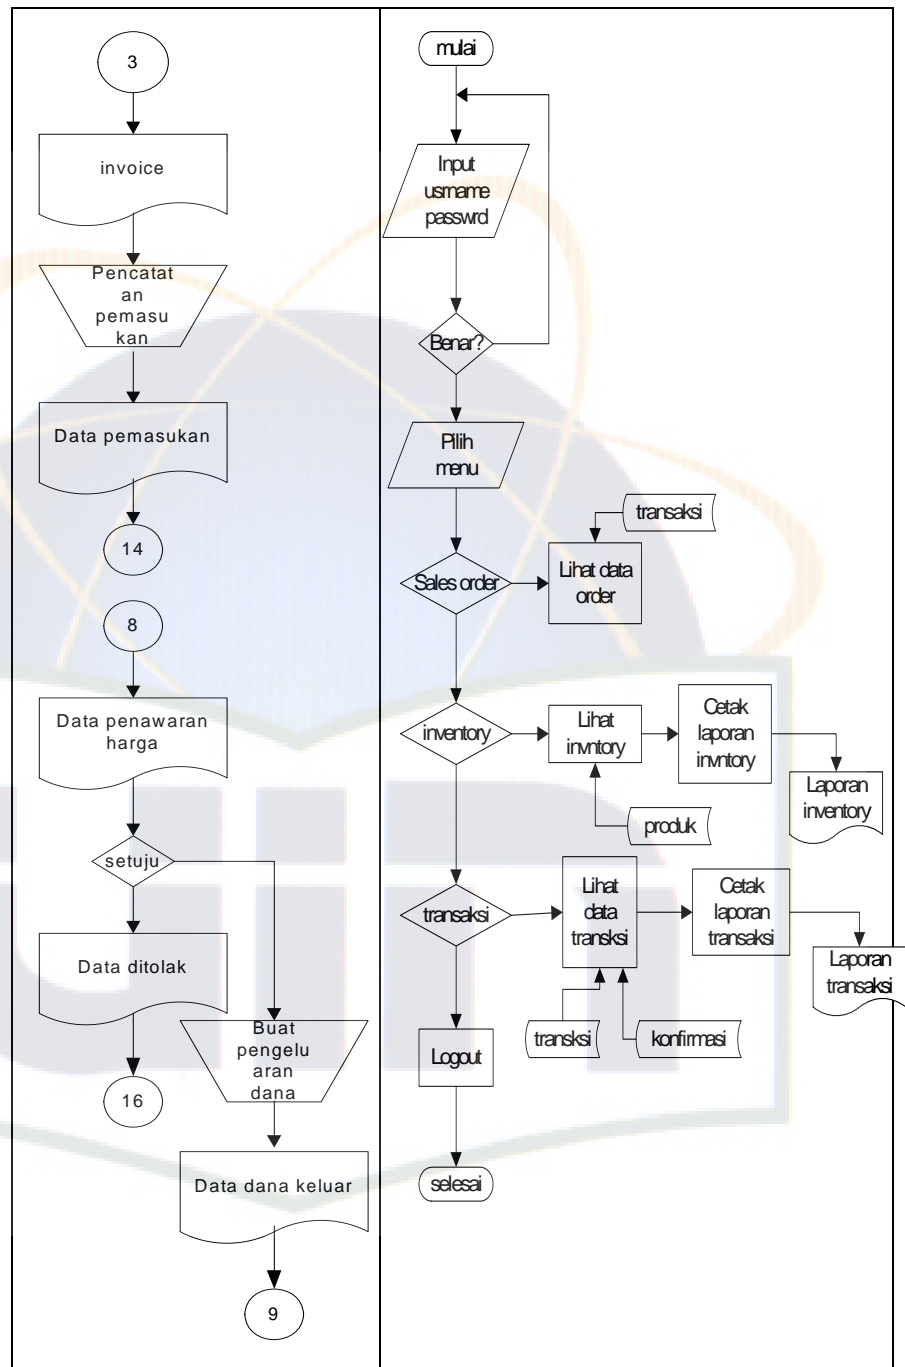 3
invoice
Pencatat
an
pemasu
kan
Data pemasukan
14
8
Data penawaran
harga
setuju
Data ditolak
16
Buat
pengelu
aran
dana
Data dana keluar
9
mulai
Input
usrname
passwrd
Benar?
Pilih
menu
transaksi
Sales order
Lihat data
order
inventory
Lihat
invntory
Cetak
laporan
invntory
Laporan
inventory
produk
transaksi
Lihat
data
transksi
Cetak
laporan
transaksi
Laporan
transaksi
transksi
konfirmasi
Logout
selesai
uin